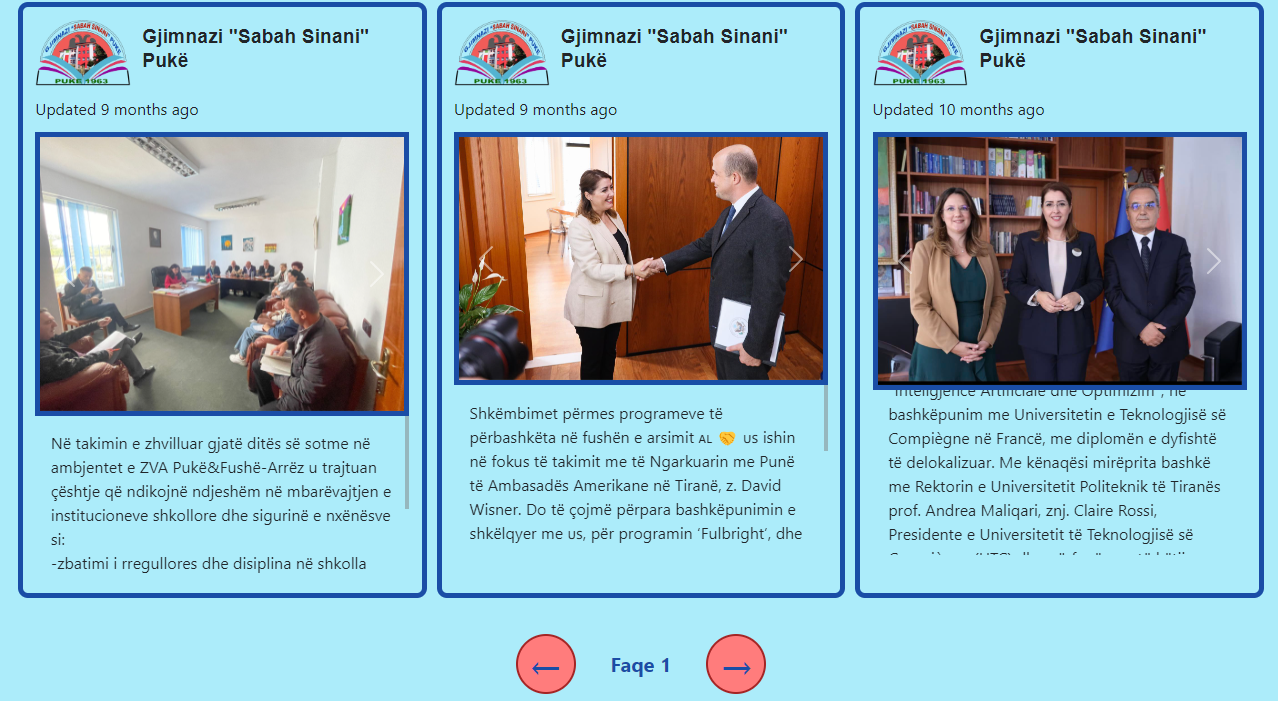 GJIMNAZI "SABAH SINANI" PUKË
PUKË 1963
Gjimnazi "Sabah Sinani"
Pukë
Updated 9 months ago
Në takimin e zhvilluar gjatë ditës së sotme në
ambjentet e ZVA Pukë&Fushë-Arrëz u trajtuan
çështje që ndikojnë ndjeshëm në mbarëvajtjen e
institucioneve shkollore dhe sigurinë e nxënësve
si:
-zbatimi i rregullores dhe disiplina në shkolla
GJIMNAZI "SABAH SINANI" PUKË
PUKË 1963
Gjimnazi "Sabah Sinani"
Pukë
Updated 9 months ago
Shkëmbimet përmes programeve të
përbashkëta në fushën e arsimit AL 🤝 us ishin
në fokus të takimit me të Ngarkuarin me Punë
të Ambasadës Amerikane në Tiranë, z. David
Wisner. Do të çojmë përpara bashkëpunimin e
shkëlqyer me us, për programin ‘Fulbright’, dhe
GJIMNAZI "SABAH SINANI" PUKË
PUKË 1963
Gjimnazi "Sabah Sinani"
Pukë
Updated 10 months ago
"Inteligjencë Artificiale dhe Optimizim", në
bashkëpunim me Universitetin e Teknologjisë së
Compiègne në Francë, me diplomën e dyfishtë
të delokalizuar. Me kënaqësi mirëprita bashkë
me Rektorin e Universitetit Politeknik të Tiranës
prof. Andrea Maliqari, znj. Claire Rossi,
Presidente e Universitetit të Teknologjisë së
← Faqe 1 →